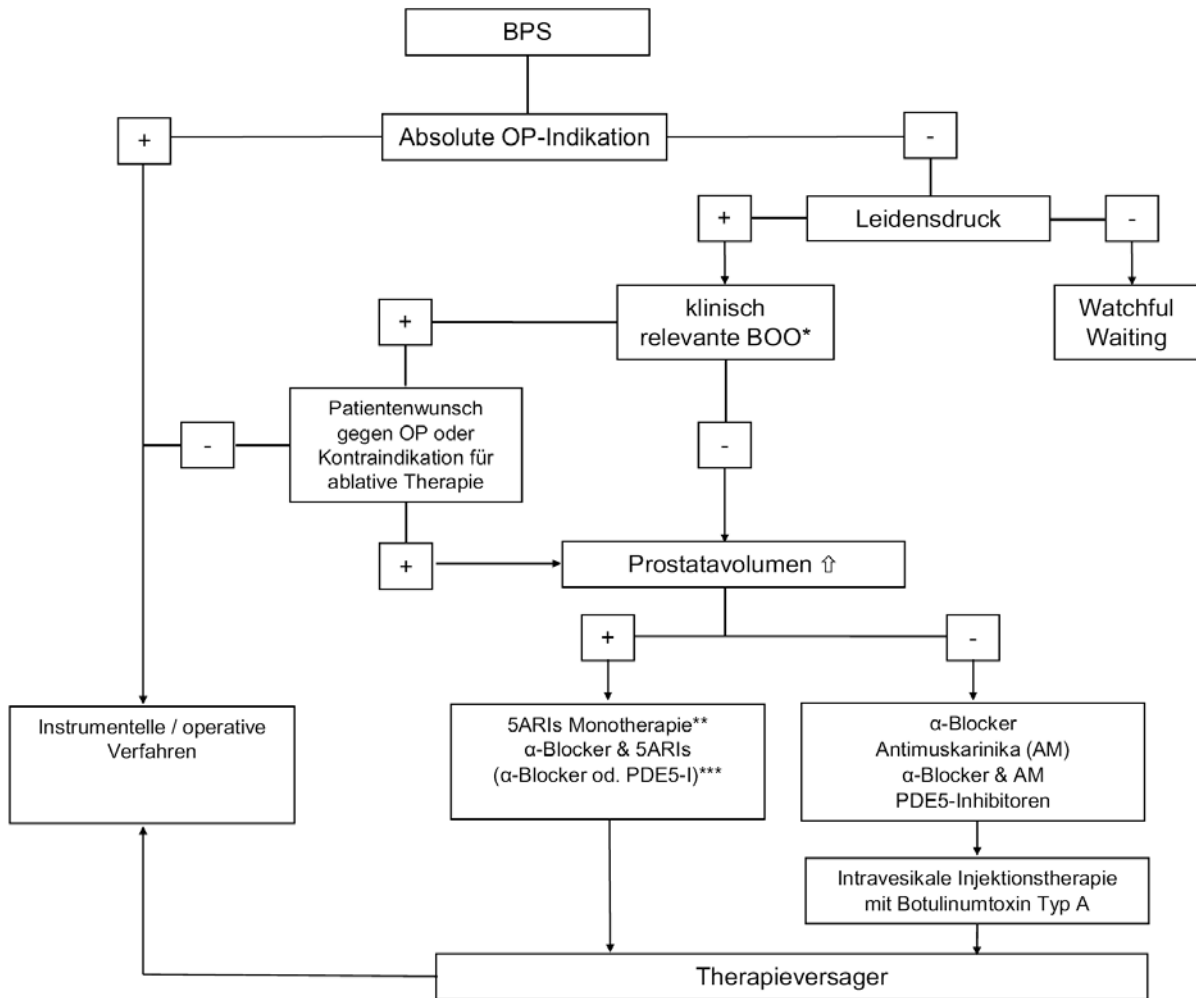 BPS
+
Absolute OP-Indikation
-
+
Leidensdruck
-
+
klinisch
relevante BOO*
Watchful
Waiting
Patientenwunsch
gegen OP oder
Kontraindikation für
ablative Therapie
-
-
+
Prostatavolumen ⇧
+
-
Instrumentelle / operative
Verfahren
5ARIs Monotherapie**
α-Blocker & 5ARIs
(α-Blocker od. PDE5-I)***
α-Blocker
Antimuskarinika (AM)
α-Blocker & AM
PDE5-Inhibitoren
Intravesikale Injektionstherapie
mit Botulinumtoxin Typ A
Therapieversager